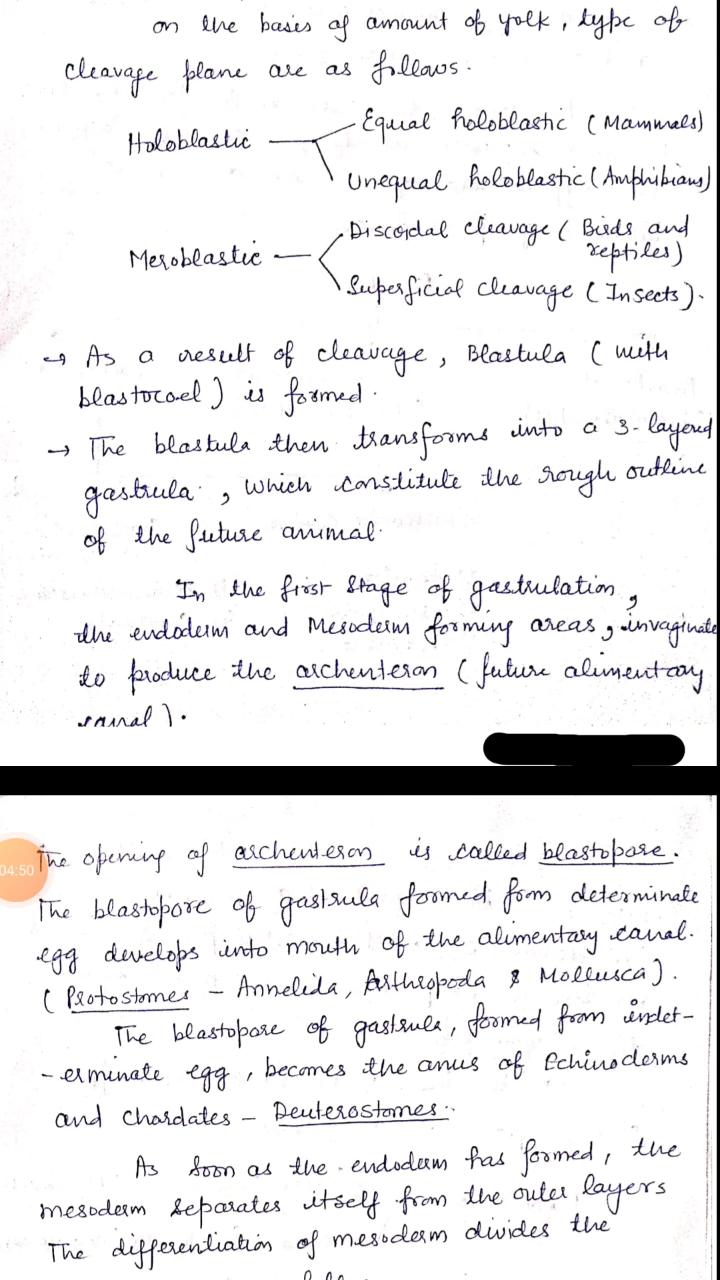 on the basis of amount of yolk, type of
cleavage plane are as follows.
Holoblastic
Equal holoblastic (Mammals)
Unequal holoblastic (Amphibians)
Meroblastic
Discoidal cleavage (Birds and
reptiles)
Superficial cleavage (Insects).
→ As a result of cleavage, Blastula (with
blastocoel) is formed.
→ The blastula then transforms into a 3-layered
gastrula, which constitute the rough outline
of the future animal.
In the first stage of gastrulation,
the endoderm and Mesoderm forming areas, invaginate
to produce the archenteron (future alimentary
canal).
04:50
The opening of archenteron is called blastopore.
The blastopore of gastrula formed from determinate
egg develops into mouth of the alimentary canal.
(Protostomes - Annelida, Arthropoda & Mollusca).
The blastopore of gastrula, formed from indet-
-erminate egg, becomes the anus of Echinoderms
and Chordates - Deuterostomes.
As soon as the endoderm has formed, the
mesoderm separates itself from the outer layers
The differentiation of mesoderm divides the